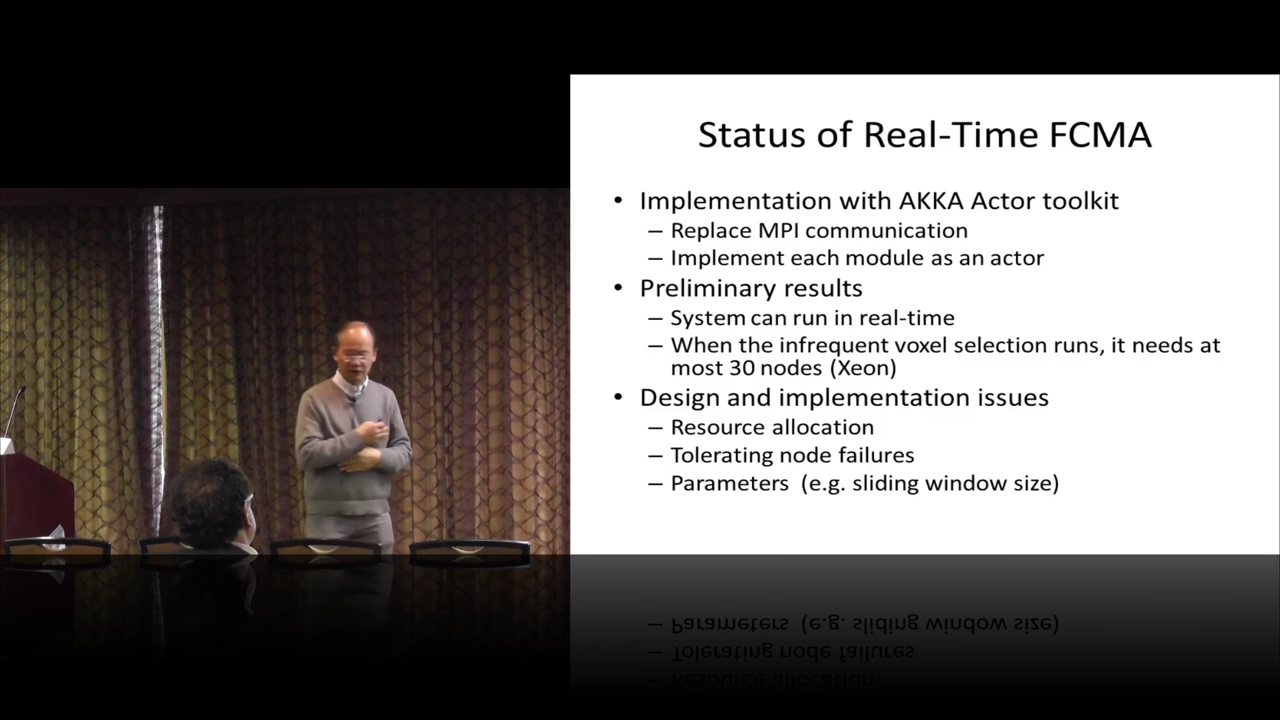 Status of Real-Time FCMA
• Implementation with AKKA Actor toolkit
– Replace MPI communication
– Implement each module as an actor
• Preliminary results
– System can run in real-time
– When the infrequent voxel selection runs, it needs at
most 30 nodes (Xeon)
• Design and implementation issues
– Resource allocation
– Tolerating node failures
– Parameters (e.g. sliding window size)